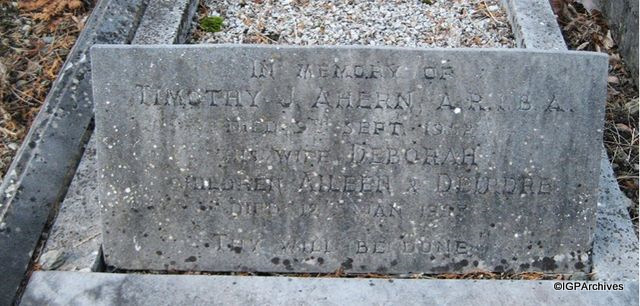 IN MEMORY OF
TIMOTHY J. AHERN, A.R.I.B.A.
DIED SEPT.
WIFE DEBORAH
CHILDREN AILEEN & DEIRDRE
DIED JAN
"THY WILL BE DONE"
©IGPArchives